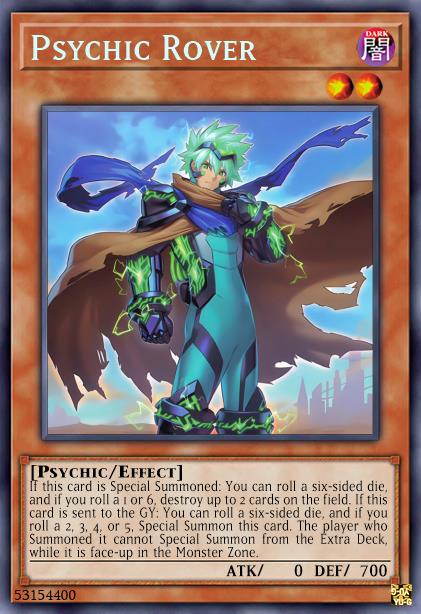 PSYCHIC ROVER
DARK
闇
[PSYCHIC/EFFECT]
If this card is Special Summoned: You can roll a six-sided die,
and if you roll a 1 or 6, destroy up to 2 cards on the field. If this
card is sent to the GY: You can roll a six-sided die, and if you
roll a 2, 3, 4, or 5, Special Summon this card. The player who
Summoned it cannot Special Summon from the Extra Deck,
while it is face-up in the Monster Zone.
ATK/ 0 DEF/ 700
53154400